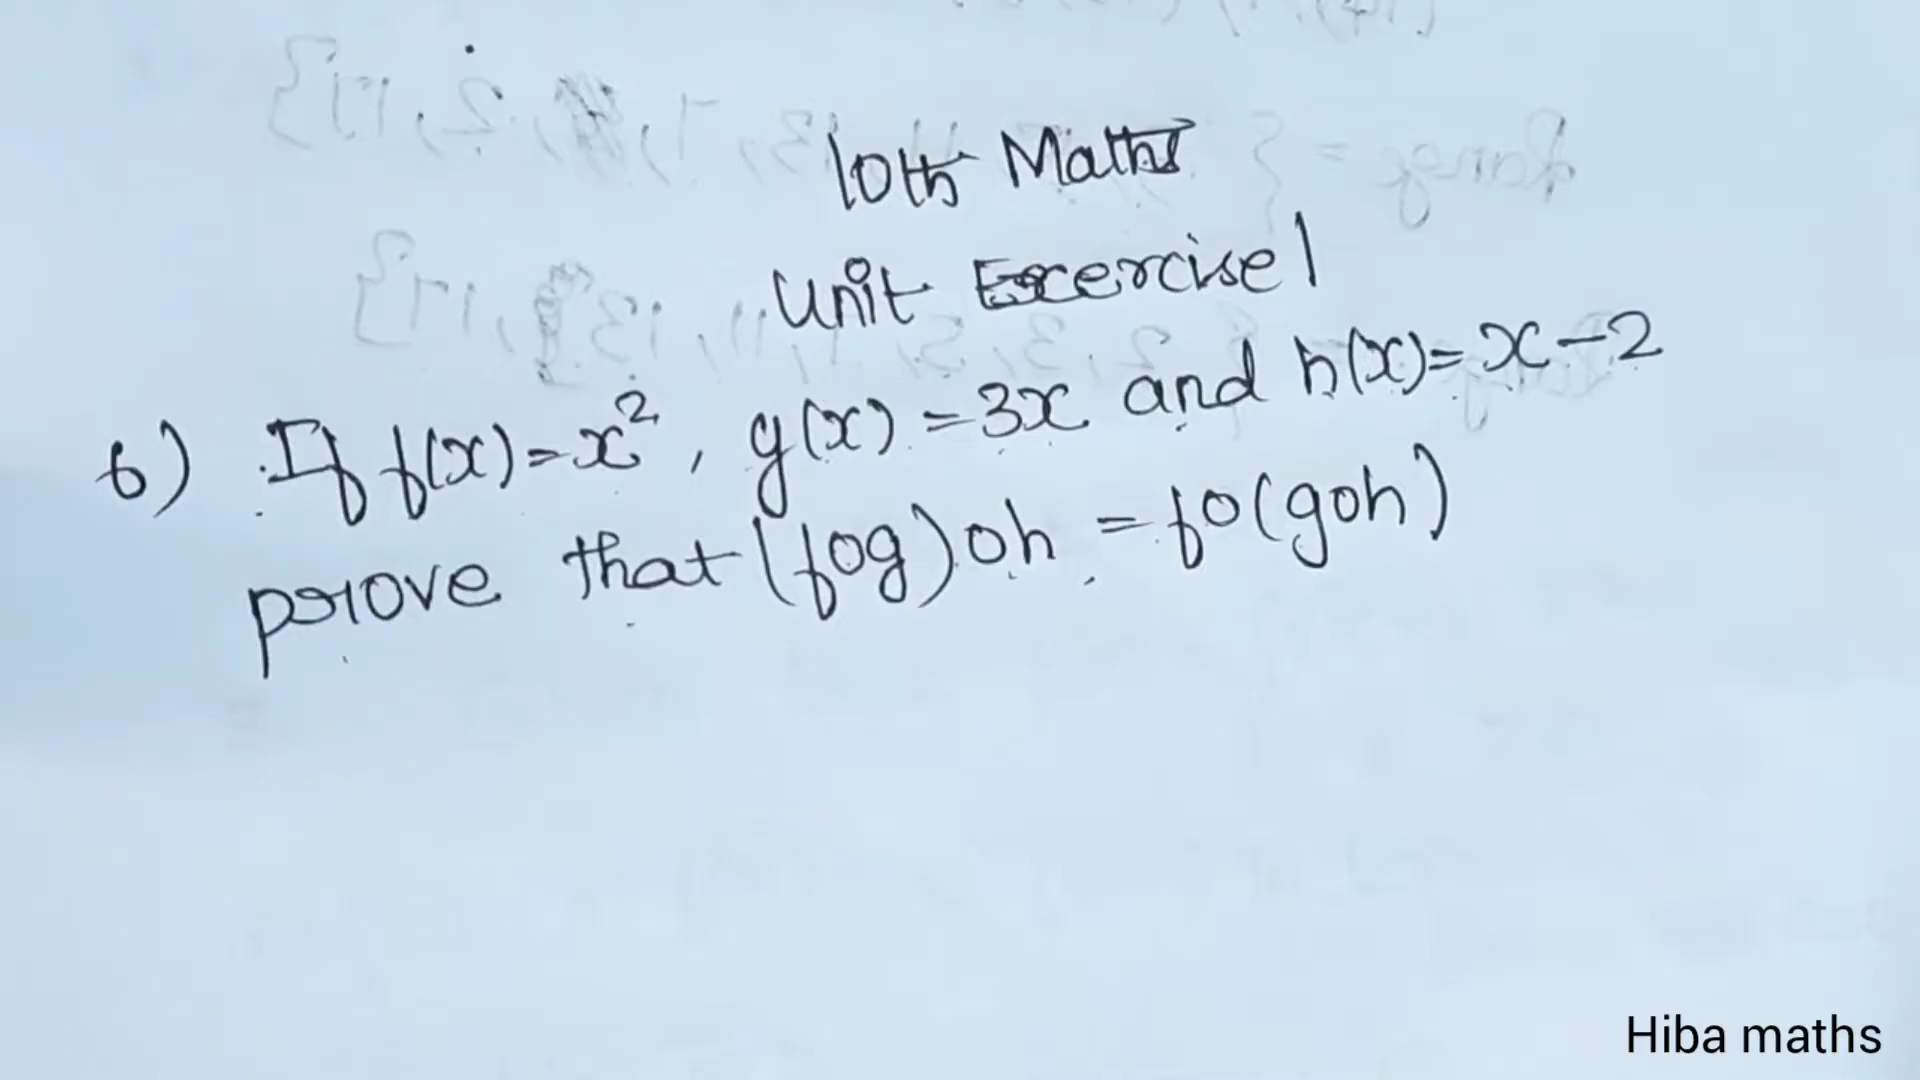 10th Maths
Unit Exercise 1
6) If f(x)=x², g(x)=3x and h(x)=x-2
prove that (fog)oh = fo(goh)
Hiba maths